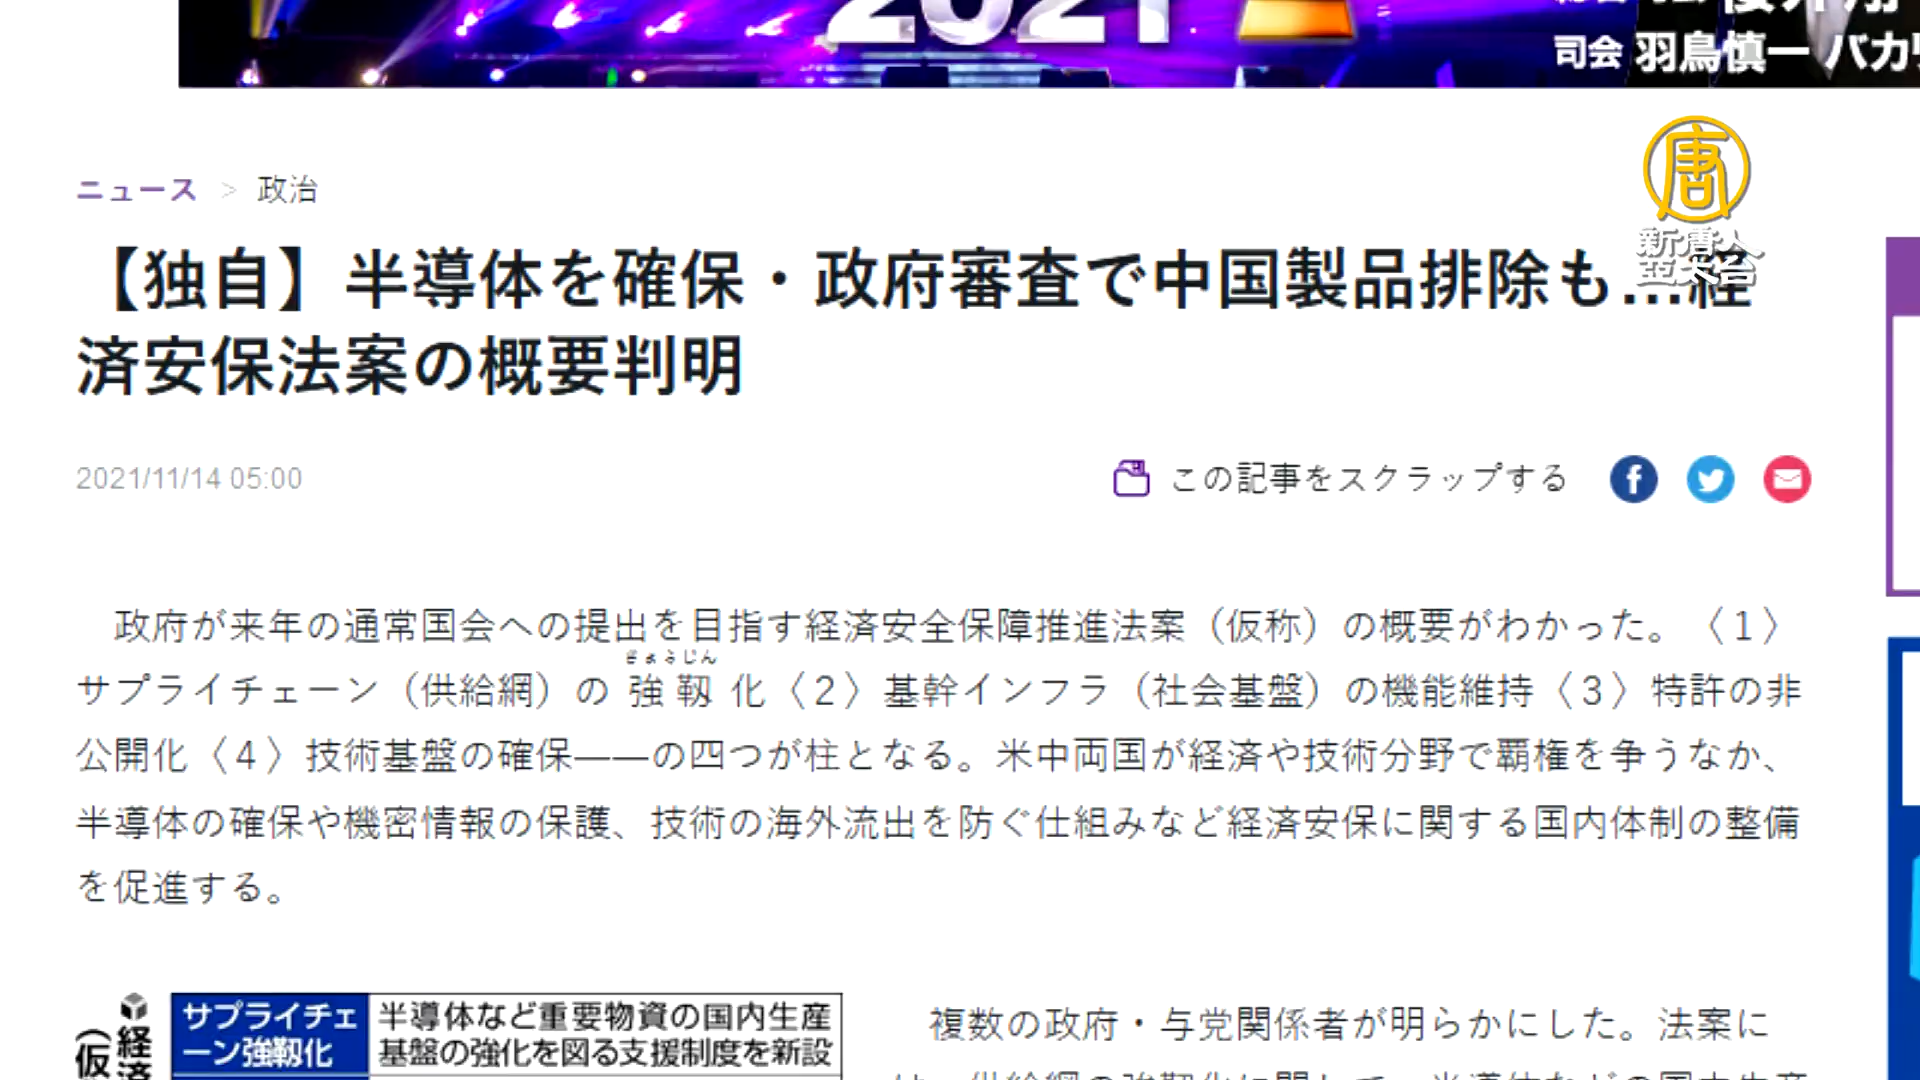 2021
司会 羽鳥慎一 バカリ
唐
新唐人
亞太台
ニュース > 政治
【独自】半導体を確保・政府審査で中国製品排除も…経
済安保法案の概要判明
2021/11/14 05:00
この記事をスクラップする
政府が来年の通常国会への提出を目指す経済安全保障推進法案（仮称）の概要がわかった。〈１〉
きょうじん
サプライチェーン（供給網）の強靱化〈２〉基幹インフラ（社会基盤）の機能維持〈３〉特許の非
公開化〈４〉技術基盤の確保――の四つが柱となる。米中両国が経済や技術分野で覇権を争うなか、
半導体の確保や機密情報の保護、技術の海外流出を防ぐ仕組みなど経済安保に関する国内体制の整備
を促進する。
経済
（仮
サプライチェ
ーン強靱化
半導体など重要物資の国内生産
基盤の強化を図る支援制度を新設
複数の政府・与党関係者が明らかにした。法案に